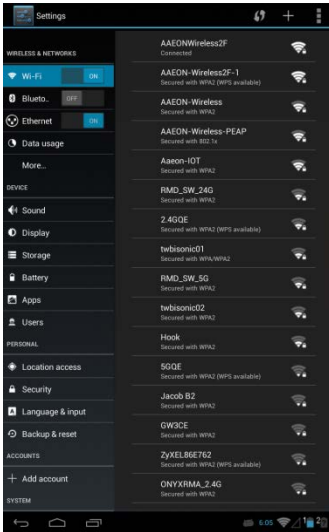 Settings
WIRELESS & NETWORKS
Wi-Fi
ON
Blueto..
OFF
Ethernet
ON
Data usage
More...
DEVICE
Sound
Display
Storage
Battery
Apps
Users
PERSONAL
Location access
Security
Language & input
Backup & reset
ACCOUNTS
Add account
SYSTEM
AAEONWireless2F
Connected
AAEON-Wireless2F-1
Secured with WPA2 (WPS available)
AAEON-Wireless
Secured with WPA2
AAEON-Wireless-PEAP
Secured with 802.1x
Aaeon-IOT
Secured with WPA2
RMD_SW_24G
Secured with WPA2
2.4GQE
Secured with WPA2 (WPS available)
twbisonic01
Secured with WPA/WPA2
RMD_SW_5G
Secured with WPA2
twbisonic02
Secured with WPA2
Hook
Secured with WPA2
5GQE
Secured with WPA2 (WPS available)
Jacob B2
Secured with WPA2
GW3CE
Secured with WPA2
ZyXEL86E762
Secured with WPA2 (WPS available)
ONYXRMA_2.4G
Secured with WPA2
5:05